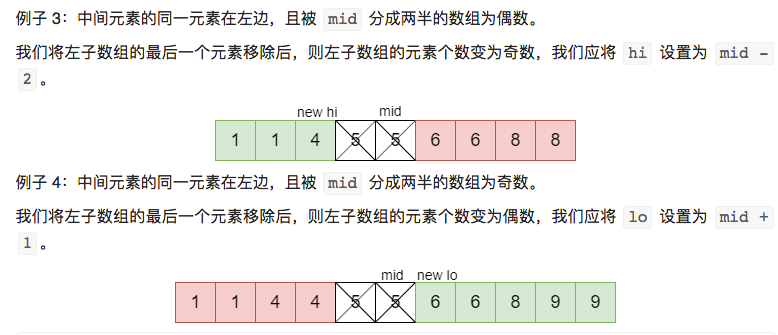 例子 3：中间元素的同一元素在左边，且被 mid 分成两半的数组为偶数。
我们将左子数组的最后一个元素移除后，则左子数组的元素个数变为奇数，我们应将 hi 设置为 mid -
2 。
new hi mid
1 1 4 5 5 6 6 8 8
例子 4：中间元素的同一元素在左边，且被 mid 分成两半的数组为奇数。
我们将左子数组的最后一个元素移除后，则左子数组的元素个数变为偶数，我们应将 lo 设置为 mid +
1 。
mid new lo
1 1 4 4 5 5 6 6 8 9 9